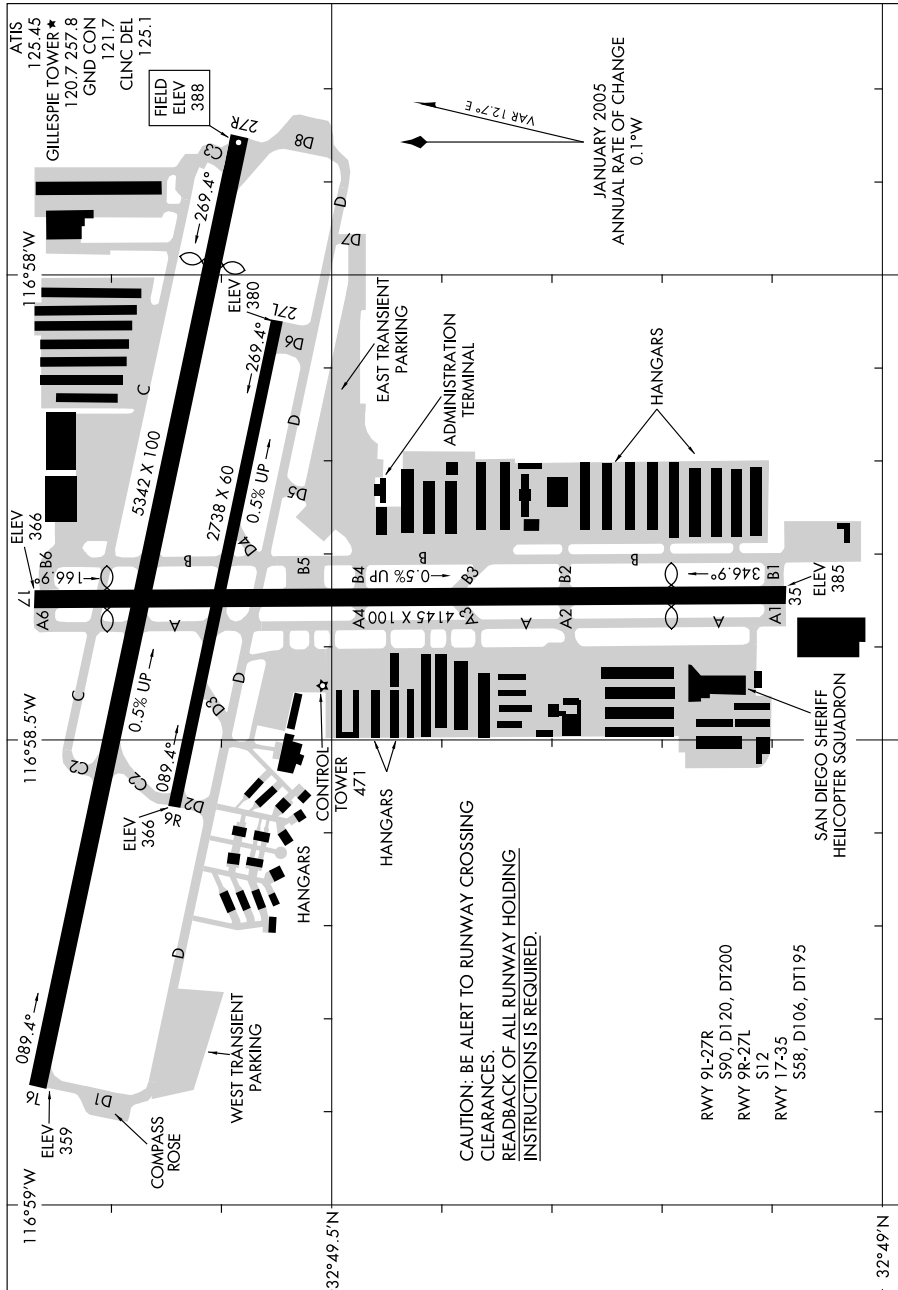 ATIS
125.45
GILLESPIE TOWER★
120.7 257.8
GND CON
121.7
CLNC DEL
125.1
FIELD
ELEV
388
27R
D8
C3
269.4°
D
D7
VAR 12.7° E
JANUARY 2005
ANNUAL RATE OF CHANGE
0.1°W
116°58'W
ELEV
380
27L
269.4°
D6
D
EAST TRANSIENT
PARKING
ADMINISTRATION
TERMINAL
HANGARS
C
5342 X 100
2738 X 60
0.5% UP
D5
D4
ELEV
366
17
B6
166.9°
B
B5
B4
B
0.5% UP
B3
B2
B
346.9°
B1
35
ELEV
385
A6
A
A4
4145 X 100
A3
A
A2
A
A1
C
0.5% UP
D
D3
116°58.5'W
C2
C2
089.4°
9R
D2
ELEV
366
CONTROL
TOWER
471
HANGARS
HANGARS
SAN DIEGO SHERIFF
HELICOPTER SQUADRON
D
089.4°
9L
ELEV
359
D1
COMPASS
ROSE
WEST TRANSIENT
PARKING
116°59'W
32°49.5'N
32°49'N
CAUTION: BE ALERT TO RUNWAY CROSSING
CLEARANCES.
READBACK OF ALL RUNWAY HOLDING
INSTRUCTIONS IS REQUIRED.
RWY 9L-27R
S90, D120, DT200
RWY 9R-27L
S12
RWY 17-35
S58, D106, DT195